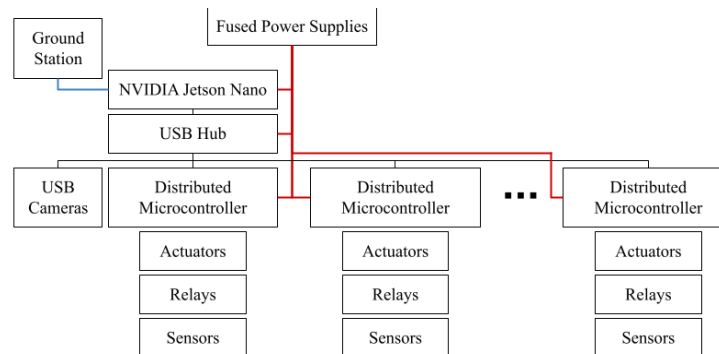 Fused Power Supplies
Ground
Station
NVIDIA Jetson Nano
USB Hub
USB
Cameras
Distributed
Microcontroller
Distributed
Microcontroller
...
Distributed
Microcontroller
Actuators
Actuators
Actuators
Relays
Relays
Relays
Sensors
Sensors
Sensors